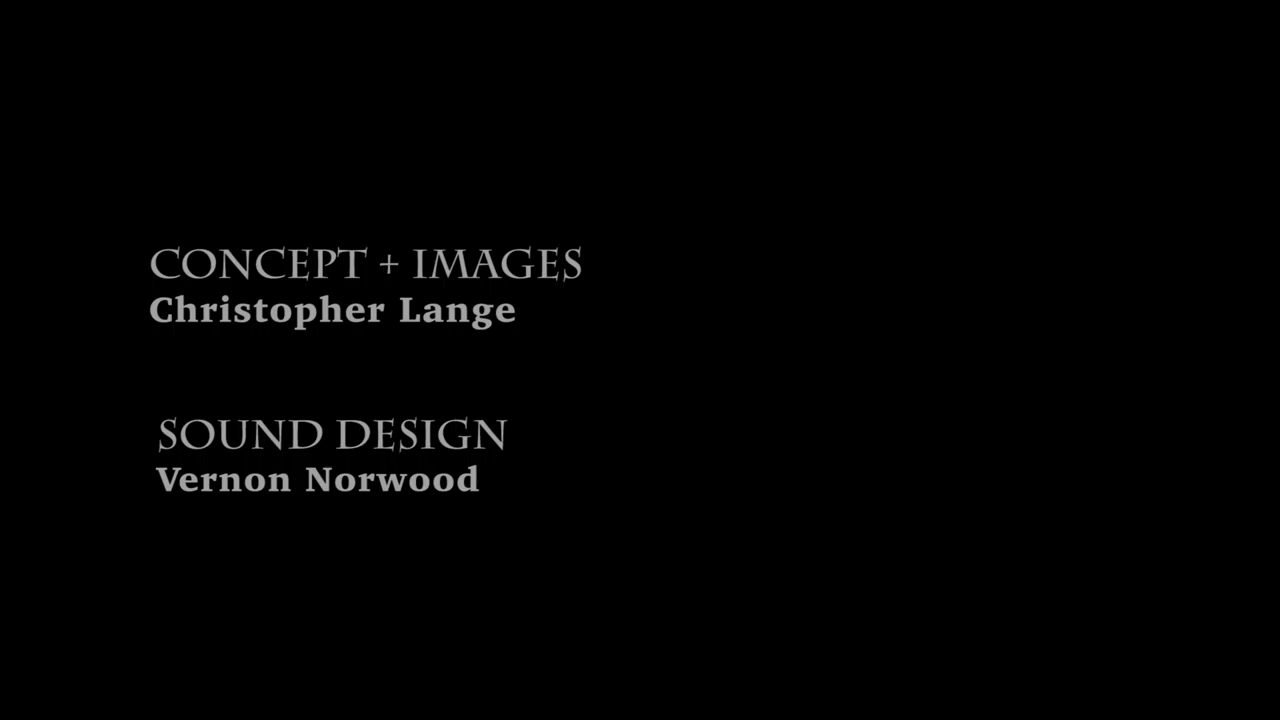 CONCEPT + IMAGES
Christopher Lange
SOUND DESIGN
Vernon Norwood